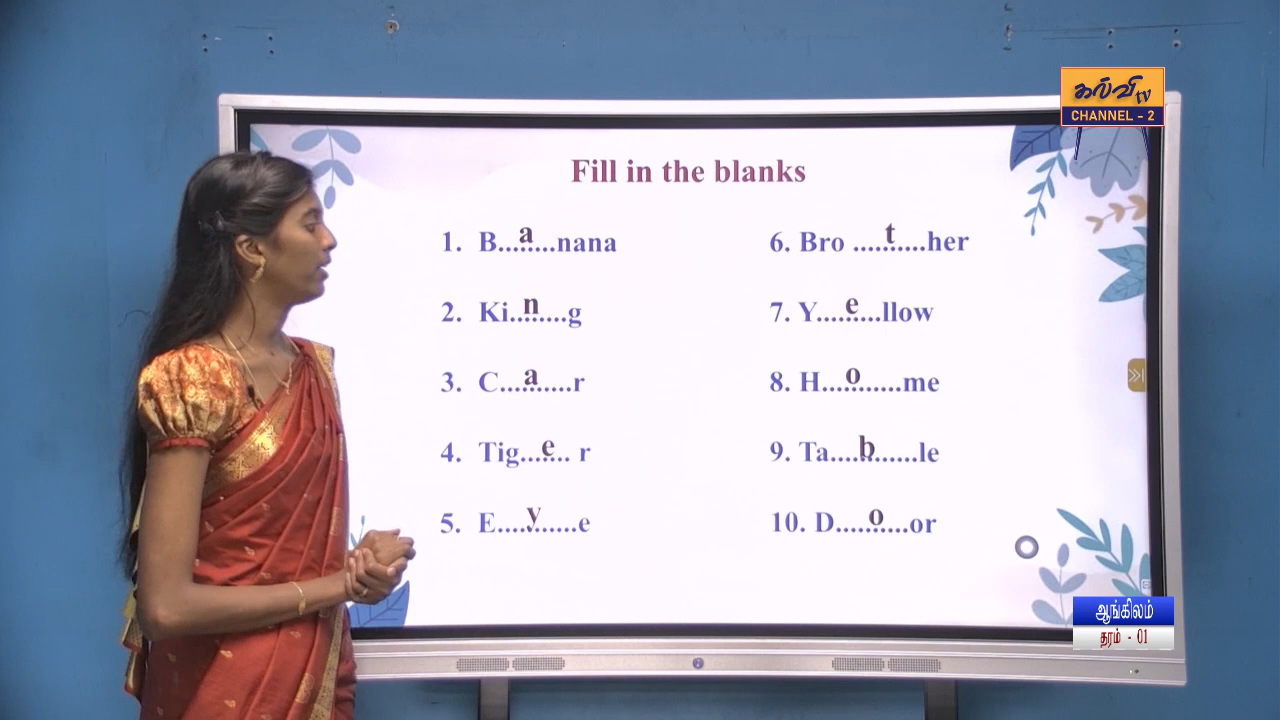 கல்வி tv
CHANNEL - 2
Fill in the blanks
1. B...a...nana
2. Ki...n...g
3. C...a...r
4. Tig...e... r
5. E...y...e
6. Bro ...t...her
7. Y...e...llow
8. H...o...me
9. Ta...b...le
10. D...o...or
ஆங்கிலம்
தரம் - 01